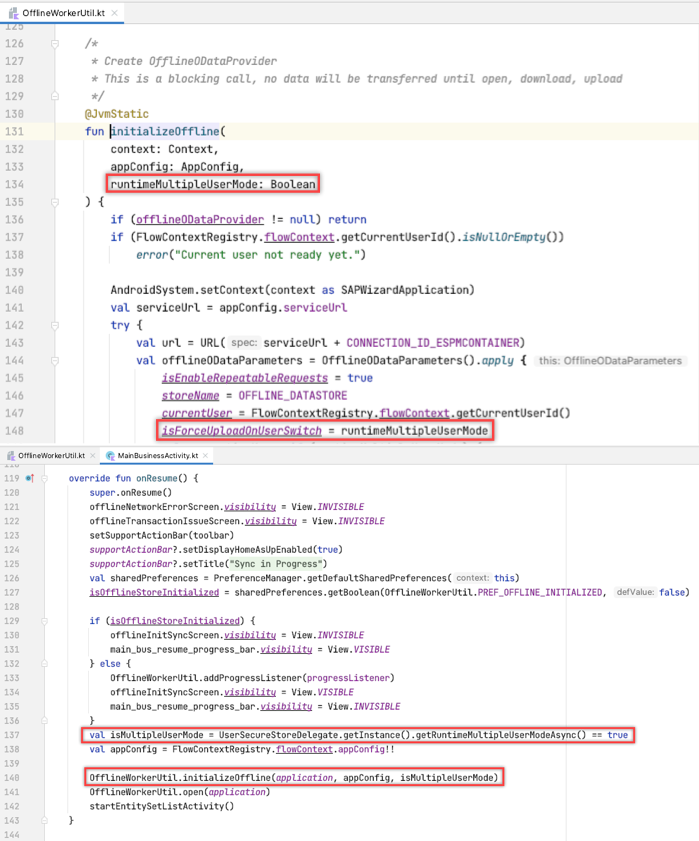 OfflineWorkerUtil.kt
125
126 /*
127 * Create OfflineODataProvider
128 * This is a blocking call, no data will be transferred until open, download, upload
129 */
130 @JvmStatic
131 fun initializeOffline(
132 context: Context,
133 appConfig: AppConfig,
134 runtimeMultipleUserMode: Boolean
135 ) {
136 if (offlineODataProvider != null) return
137 if (FlowContextRegistry.flowContext.getCurrentUserId().isNullOrEmpty())
138 error("Current user not ready yet.")
139
140 AndroidSystem.setContext(context as SAPWizardApplication)
141 val serviceUrl = appConfig.serviceUrl
142 try {
143 val url = URL( spec: serviceUrl + CONNECTION_ID_ESPMCONTAINER)
144 val offlineODataParameters = OfflineODataParameters().apply { this: OfflineODataParameters
145 isEnableRepeatableRequests = true
146 storeName = OFFLINE_DATASTORE
147 currentUser = FlowContextRegistry.flowContext.getCurrentUserId()
148 isForceUploadOnUserSwitch = runtimeMultipleUserMode
OfflineWorkerUtil.kt MainBusinessActivity.kt
118
119 override fun onResume() {
120 super.onResume()
121 offlineNetworkErrorScreen.visibility = View.INVISIBLE
122 offlineTransactionIssueScreen.visibility = View.INVISIBLE
123 setSupportActionBar(toolbar)
124 supportActionBar?.setDisplayHomeAsUpEnabled(true)
125 supportActionBar?.setTitle("Sync in Progress")
126 val sharedPreferences = PreferenceManager.getDefaultSharedPreferences( context: this)
127 isOfflineStoreInitialized = sharedPreferences.getBoolean(OfflineWorkerUtil.PREF_OFFLINE_INITIALIZED, defValue: false)
128
129 if (isOfflineStoreInitialized) {
130 offlineInitSyncScreen.visibility = View.INVISIBLE
131 main_bus_resume_progress_bar.visibility = View.VISIBLE
132 } else {
133 OfflineWorkerUtil.addProgressListener(progressListener)
134 offlineInitSyncScreen.visibility = View.VISIBLE
135 main_bus_resume_progress_bar.visibility = View.INVISIBLE
136 }
137 val isMultipleUserMode = UserSecureStoreDelegate.getInstance().getRuntimeMultipleUserModeAsync() == true
138 val appConfig = FlowContextRegistry.flowContext.appConfig!!
139
140 OfflineWorkerUtil.initializeOffline(application, appConfig, isMultipleUserMode)
141 OfflineWorkerUtil.open(application)
142 startEntitySetListActivity()
143 }
144